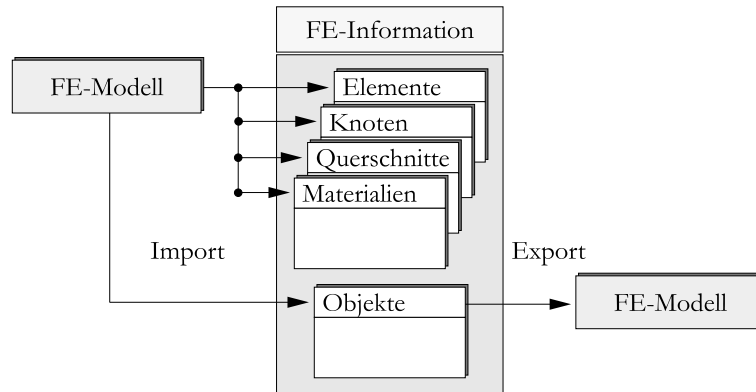 FE-Information
FE-Modell
Elemente
Knoten
Querschnitte
Materialien
Import
Export
Objekte
FE-Modell